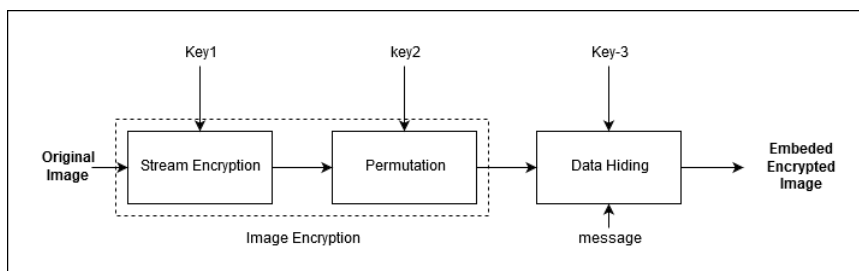 Key1
key2
Key-3
Original
Image
Stream Encryption
Permutation
Data Hiding
Embeded
Encrypted
Image
Image Encryption
message